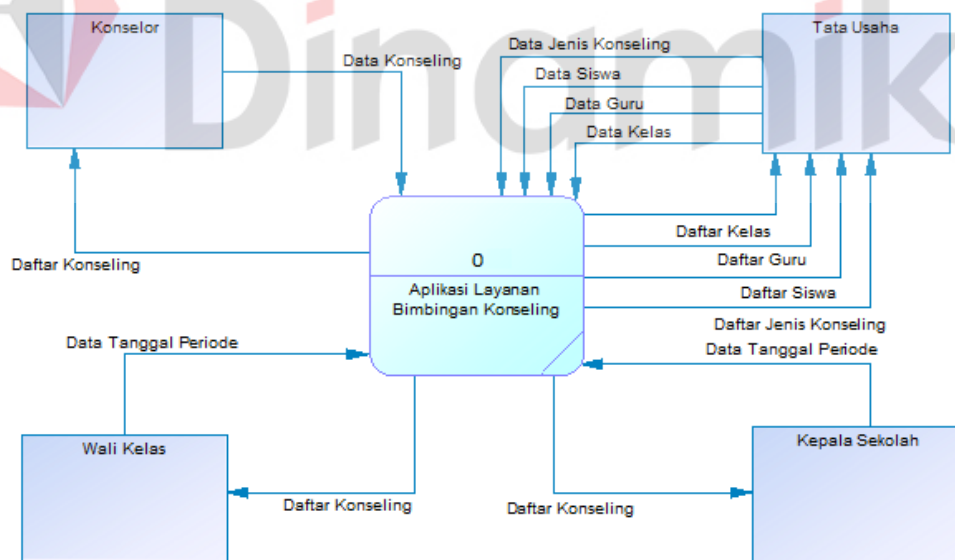 Dinamik
Konselor
Tata Usaha
Data Konseling
Data Jenis Konseling
Data Siswa
Data Guru
Data Kelas
Daftar Konseling
0
Aplikasi Layanan
Bimbingan Konseling
Daftar Kelas
Daftar Guru
Daftar Siswa
Daftar Jenis Konseling
Data Tanggal Periode
Data Tanggal Periode
Wali Kelas
Kepala Sekolah
Daftar Konseling
Daftar Konseling